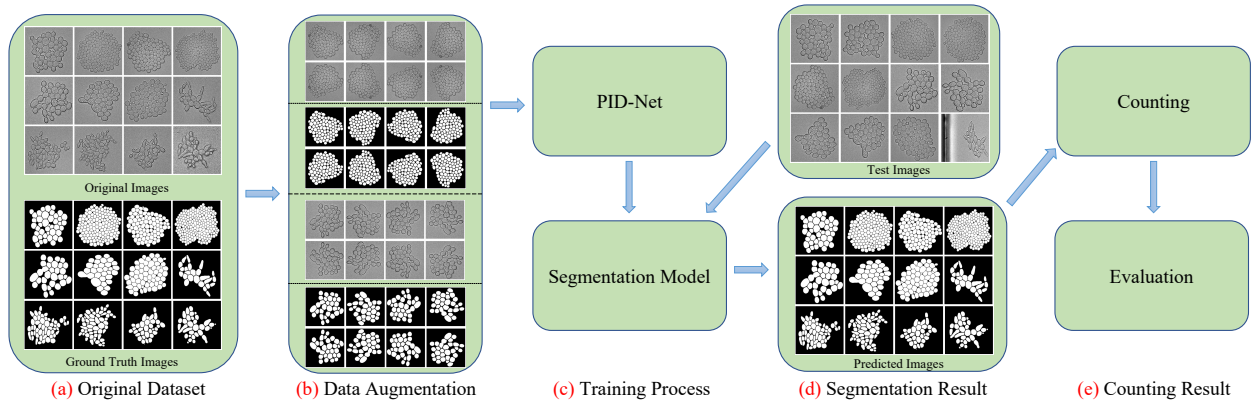 Original Images
Ground Truth Images
(a) Original Dataset
(b) Data Augmentation
PID-Net
Segmentation Model
(c) Training Process
Test Images
Predicted Images
(d) Segmentation Result
Counting
Evaluation
(e) Counting Result